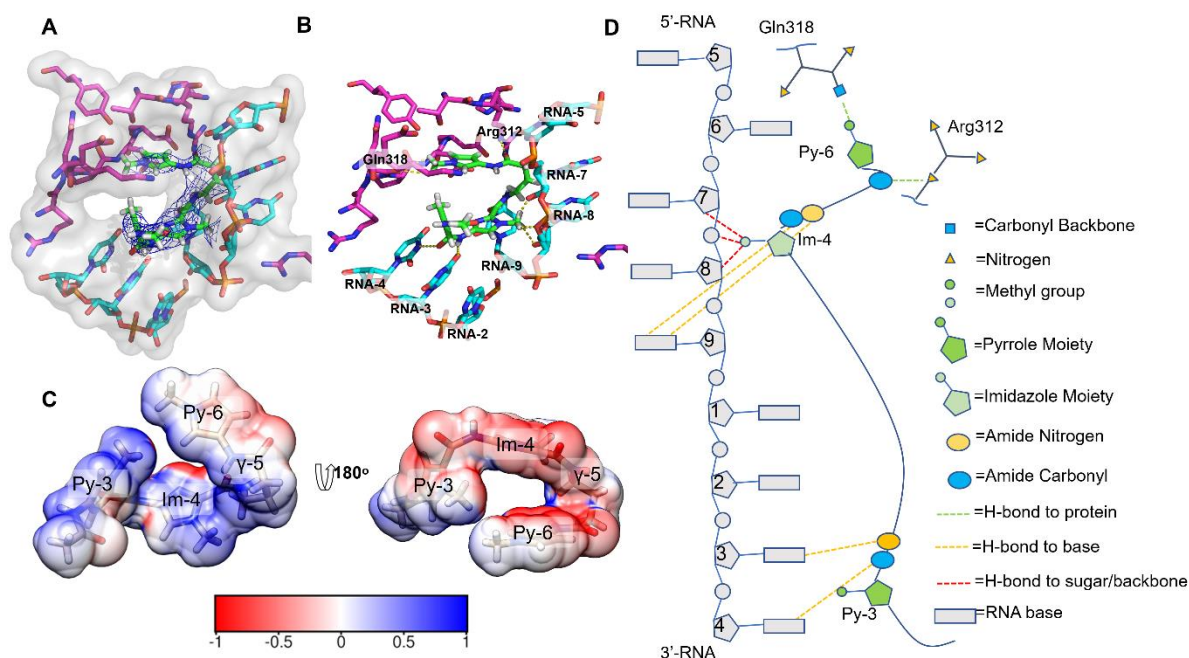 A
B
RNA-5
Arg312
Gln318
RNA-7
RNA-8
RNA-9
RNA-4
RNA-3
RNA-2
C
Py-6
Py-3
Im-4
γ-5
180º
Im-4
Py-3
γ-5
Py-6
-1
-0.5
0
0.5
1
D
5'-RNA
Gln318
5
6
Arg312
Py-6
7
Im-4
8
9
1
2
3
4
Py-3
3'-RNA
=Carbonyl Backbone
=Nitrogen
=Methyl group
=Pyrrole Moiety
=Imidazole Moiety
=Amide Nitrogen
=Amide Carbonyl
=H-bond to protein
=H-bond to base
=H-bond to sugar/backbone
=RNA base